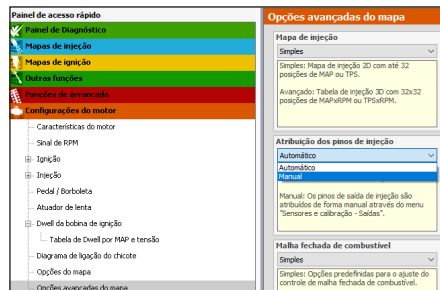 Painel de acesso rápido
Painel de Diagnóstico
Mapas de injeção
Mapas de ignição
Outras funções
Funções de arrancada
Configurações do motor
Características do motor
Sinal de RPM
Ignição
Injeção
Pedal / Borboleta
Atuador de lenta
Dwell da bobina de ignição
Tabela de Dwell por MAP e tensão
Diagrama de ligação do chicote
Opções do mapa
Opções avançadas do mapa
Opções avançadas do mapa
Mapa de injeção
Simples
Simples: Mapa de injeção 2D com até 32
posições de MAP ou TPS.
Avançado: Tabela de injeção 3D com 32x32
posições de MAPxRPM ou TPSxRPM.
Atribuição dos pinos de injeção
Automático
Automático
Manual
Manual: Os pinos de saída de injeção são
atribuídos de forma manual através do menu
"Sensores e calibração - Saídas".
Malha fechada de combustível
Simples
Simples: Opções predefinidas para o ajuste do
controle de malha fechada de combustível.